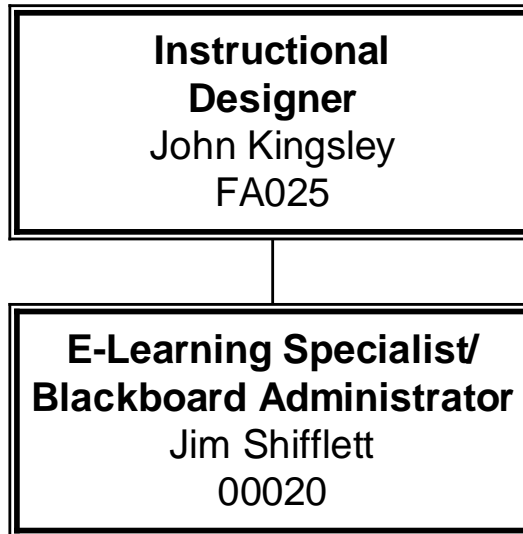 Instructional
Designer
John Kingsley
FA025
E-Learning Specialist/
Blackboard Administrator
Jim Shifflett
00020